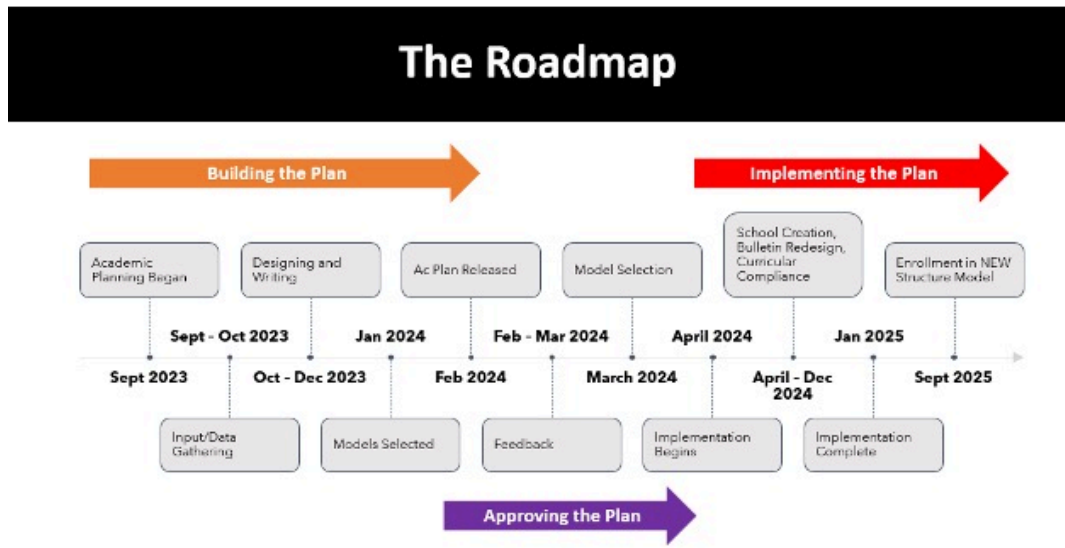 The Roadmap
Building the Plan
Implementing the Plan
Academic
Planning Began
Designing and
Writing
Ac Plan Released
Model Selection
School Creation,
Bulletin Redesign,
Curricular
Compliance
Enrollment in NEW
Structure Model
Sept - Oct 2023
Jan 2024
Feb - Mar 2024
April 2024
Jan 2025
Sept 2023
Oct - Dec 2023
Feb 2024
March 2024
April - Dec
2024
Sept 2025
Input/Data
Gathering
Models Selected
Feedback
Implementation
Begins
Implementation
Complete
Approving the Plan